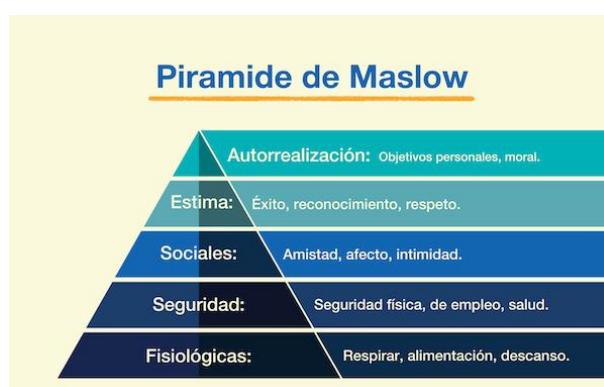 Piramide de Maslow
Autorrealización: Objetivos personales, moral.
Estima: Éxito, reconocimiento, respeto.
Sociales: Amistad, afecto, intimidad.
Seguridad: Seguridad física, de empleo, salud.
Fisiológicas: Respirar, alimentación, descanso.